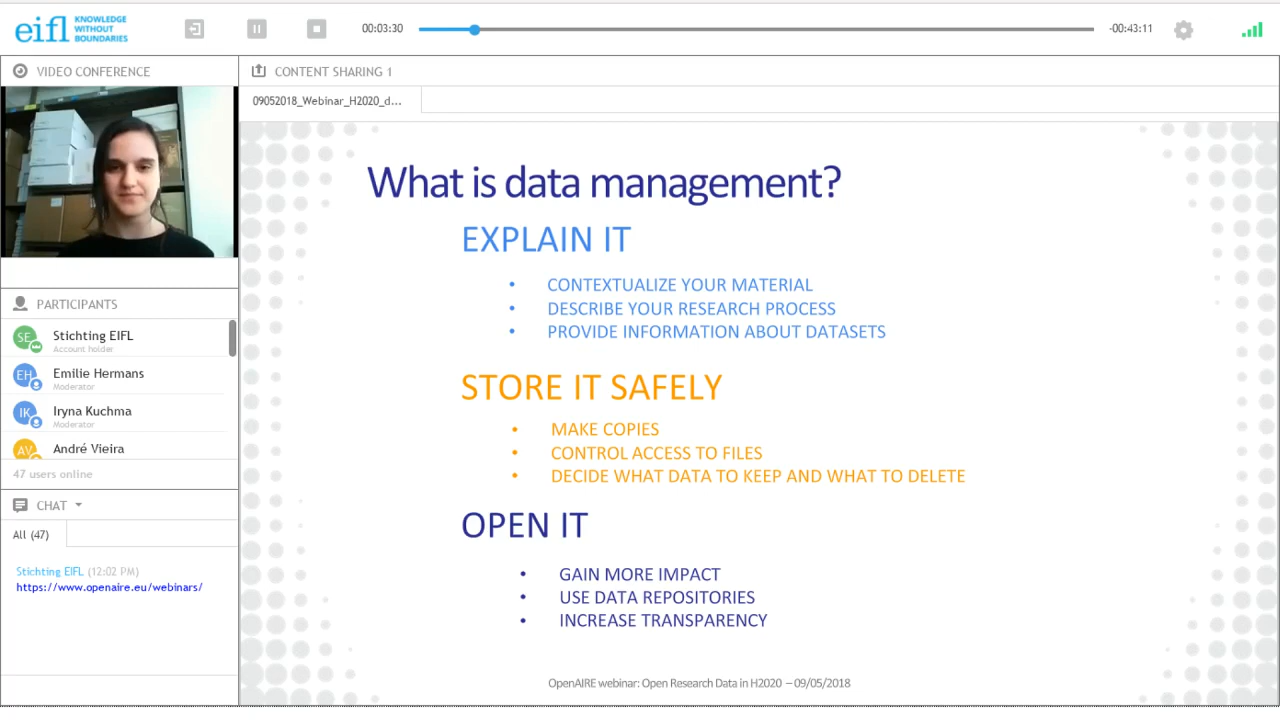 eifl KNOWLEDGE
WITHOUT
BOUNDARIES
00:03:30
-00:43:11
VIDEO CONFERENCE
CONTENT SHARING 1
09052018_Webinar_H2020_d...
What is data management?
EXPLAIN IT
• CONTEXTUALIZE YOUR MATERIAL
• DESCRIBE YOUR RESEARCH PROCESS
• PROVIDE INFORMATION ABOUT DATASETS
STORE IT SAFELY
• MAKE COPIES
• CONTROL ACCESS TO FILES
• DECIDE WHAT DATA TO KEEP AND WHAT TO DELETE
OPEN IT
• GAIN MORE IMPACT
• USE DATA REPOSITORIES
• INCREASE TRANSPARENCY
OpenAIRE webinar: Open Research Data in H2020 – 09/05/2018
PARTICIPANTS
SE Stichting EIFL
Account holder
EH Emilie Hermans
Moderator
IK Iryna Kuchma
Moderator
AV André Vieira
47 users online
CHAT
All (47)
Stichting EIFL (12:02 PM)
https://www.openaire.eu/webinars/